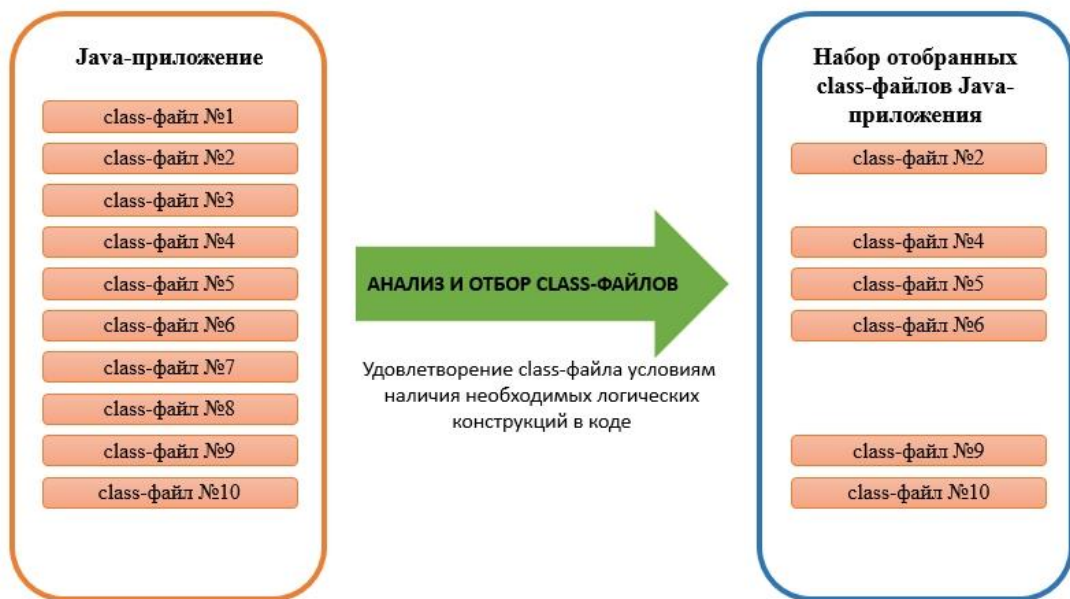 Java-приложение
class-файл №1
class-файл №2
class-файл №3
class-файл №4
class-файл №5
class-файл №6
class-файл №7
class-файл №8
class-файл №9
class-файл №10
АНАЛИЗ И ОТБОР CLASS-ФАЙЛОВ
Удовлетворение class-файла условиям
наличия необходимых логических
конструкций в коде
Набор отобранных
class-файлов Java-
приложения
class-файл №2
class-файл №4
class-файл №5
class-файл №6
class-файл №9
class-файл №10